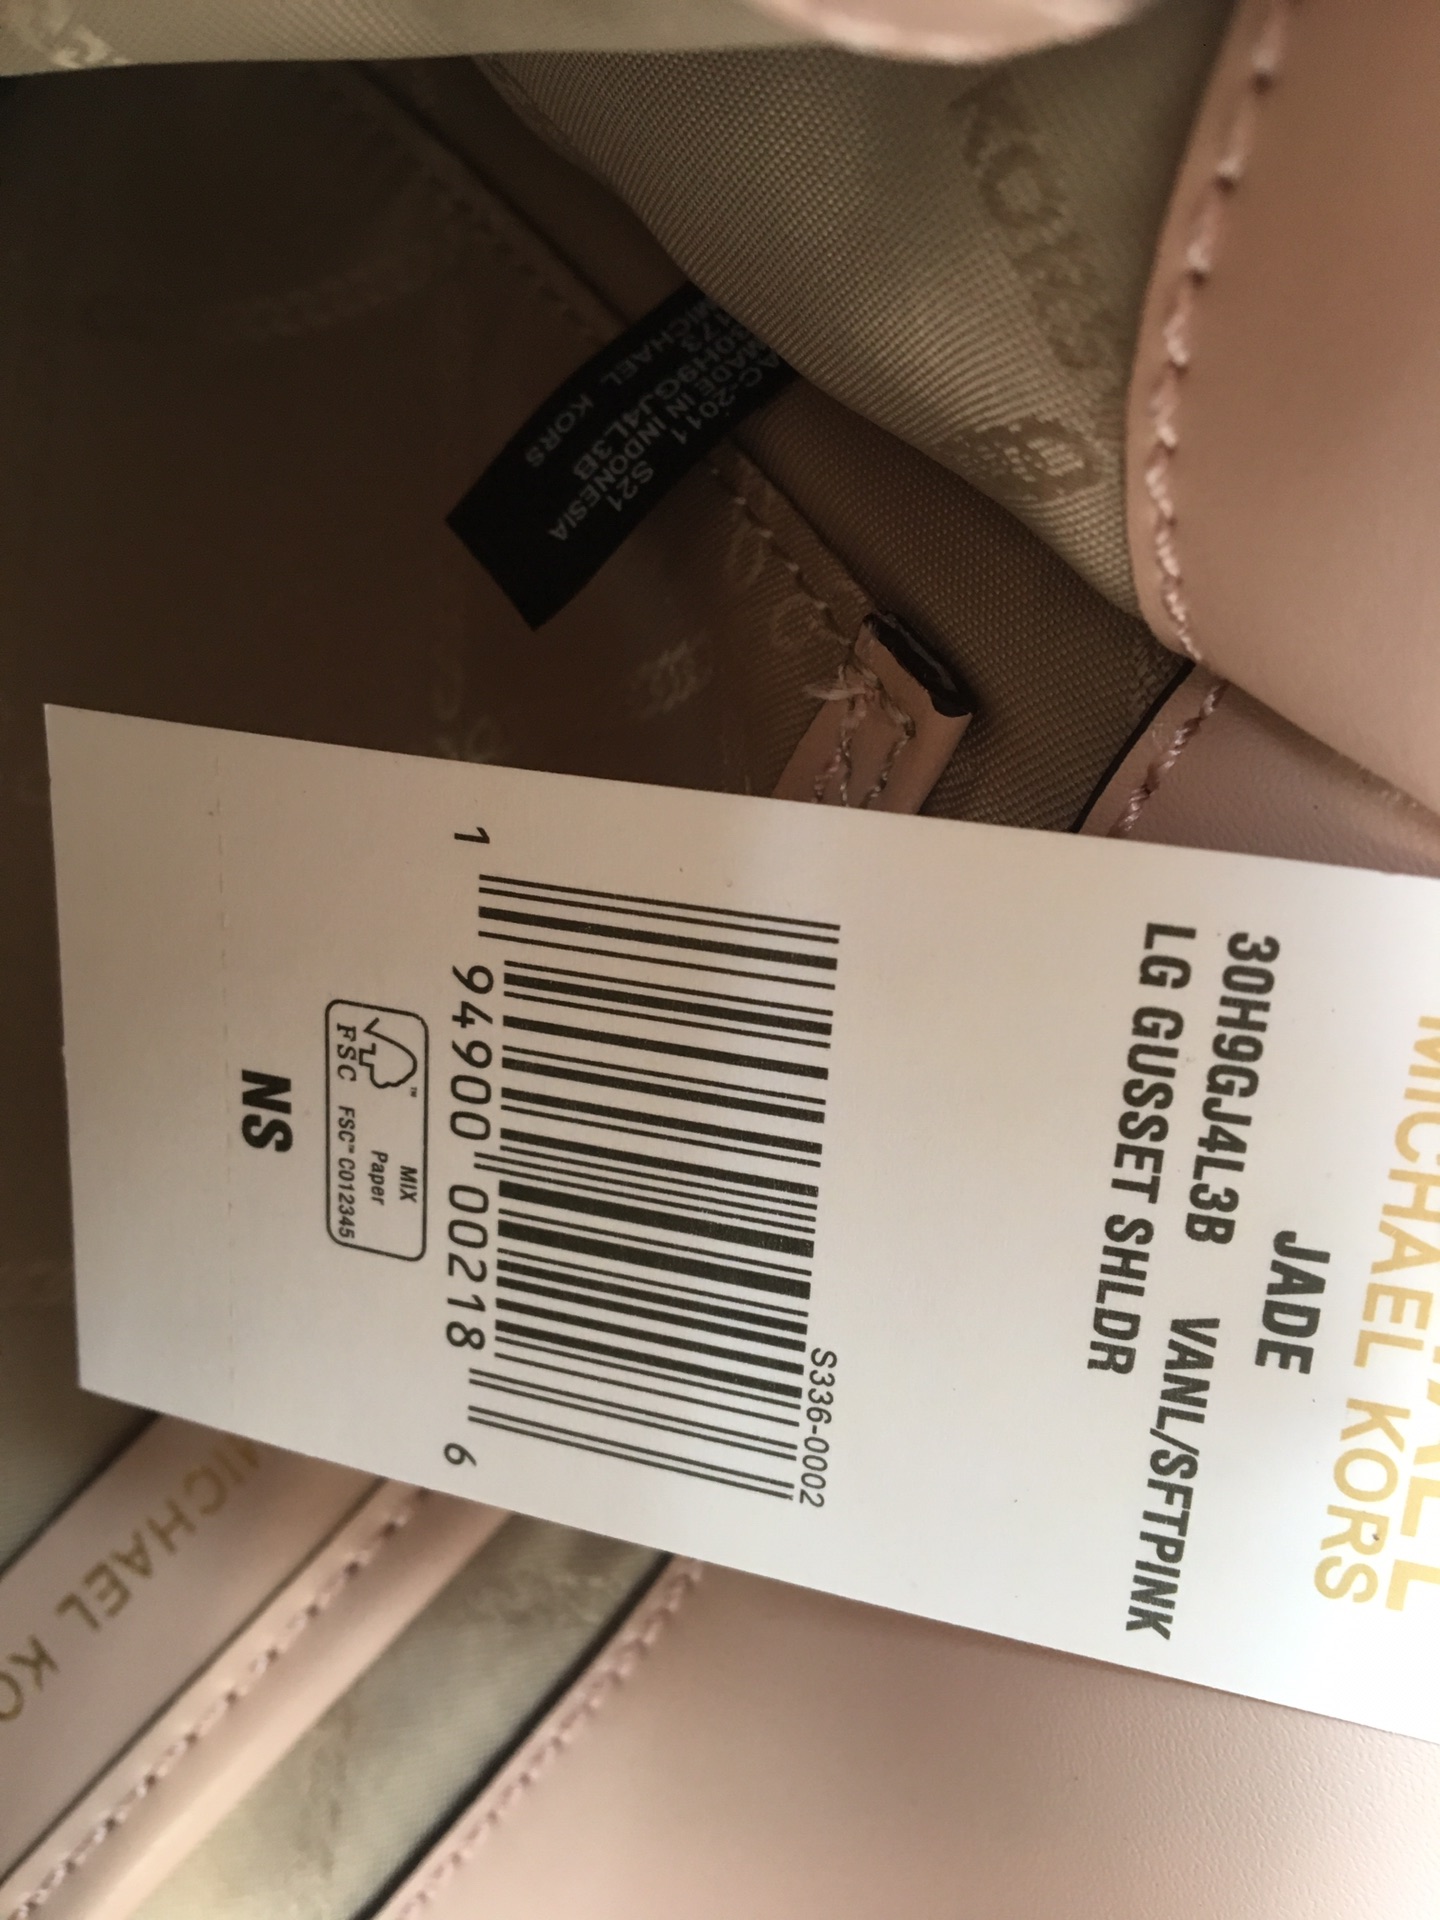 MICHAEL KORS
JADE
30H9GJ4L3B VANL/SFTPINK
LG GUSSET SHLDR
S336-0002
1 94900 00218 6
FSC
MIX
Paper
FSC™ C012345
NS
MICHAEL KORS
30H9GJ4L3B
MADE IN INDONESIA
2011 S21
KORS
MICHAEL